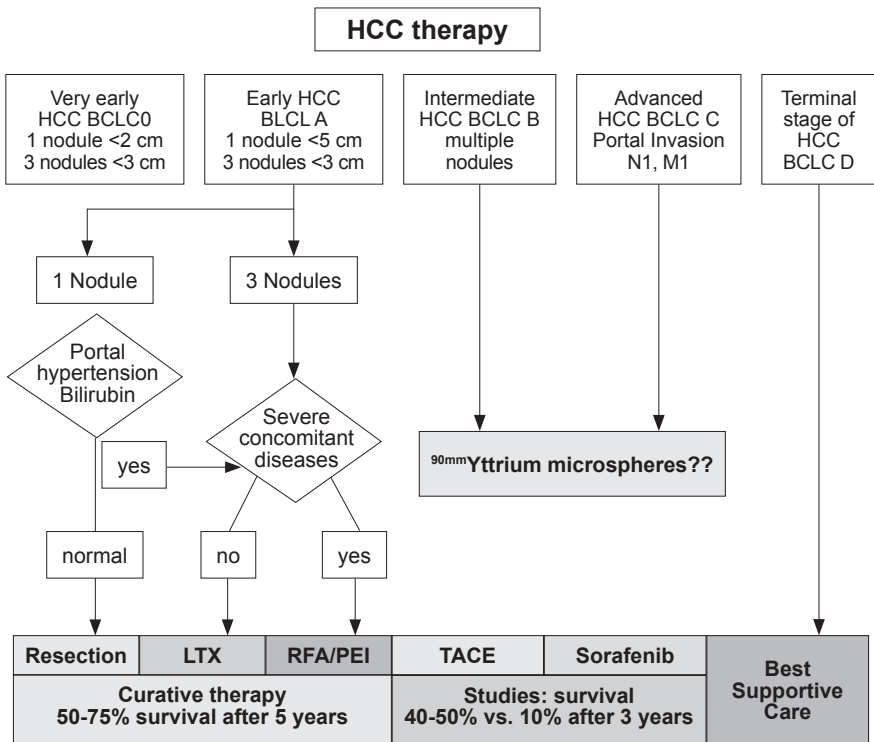 HCC therapy
Very early
HCC BCLC0
1 nodule <2 cm
3 nodules <3 cm
Early HCC
BLCL A
1 nodule <5 cm
3 nodules <3 cm
Intermediate
HCC BCLC B
multiple
nodules
Advanced
HCC BCLC C
Portal Invasion
N1, M1
Terminal
stage of
HCC
BCLC D
1 Nodule
3 Nodules
Portal
hypertension
Bilirubin
Severe
concomitant
diseases
yes
90mmYttrium microspheres??
normal
no
yes
Resection
LTX
RFA/PEI
TACE
Sorafenib
Best
Supportive
Care
Curative therapy
50-75% survival after 5 years
Studies: survival
40-50% vs. 10% after 3 years